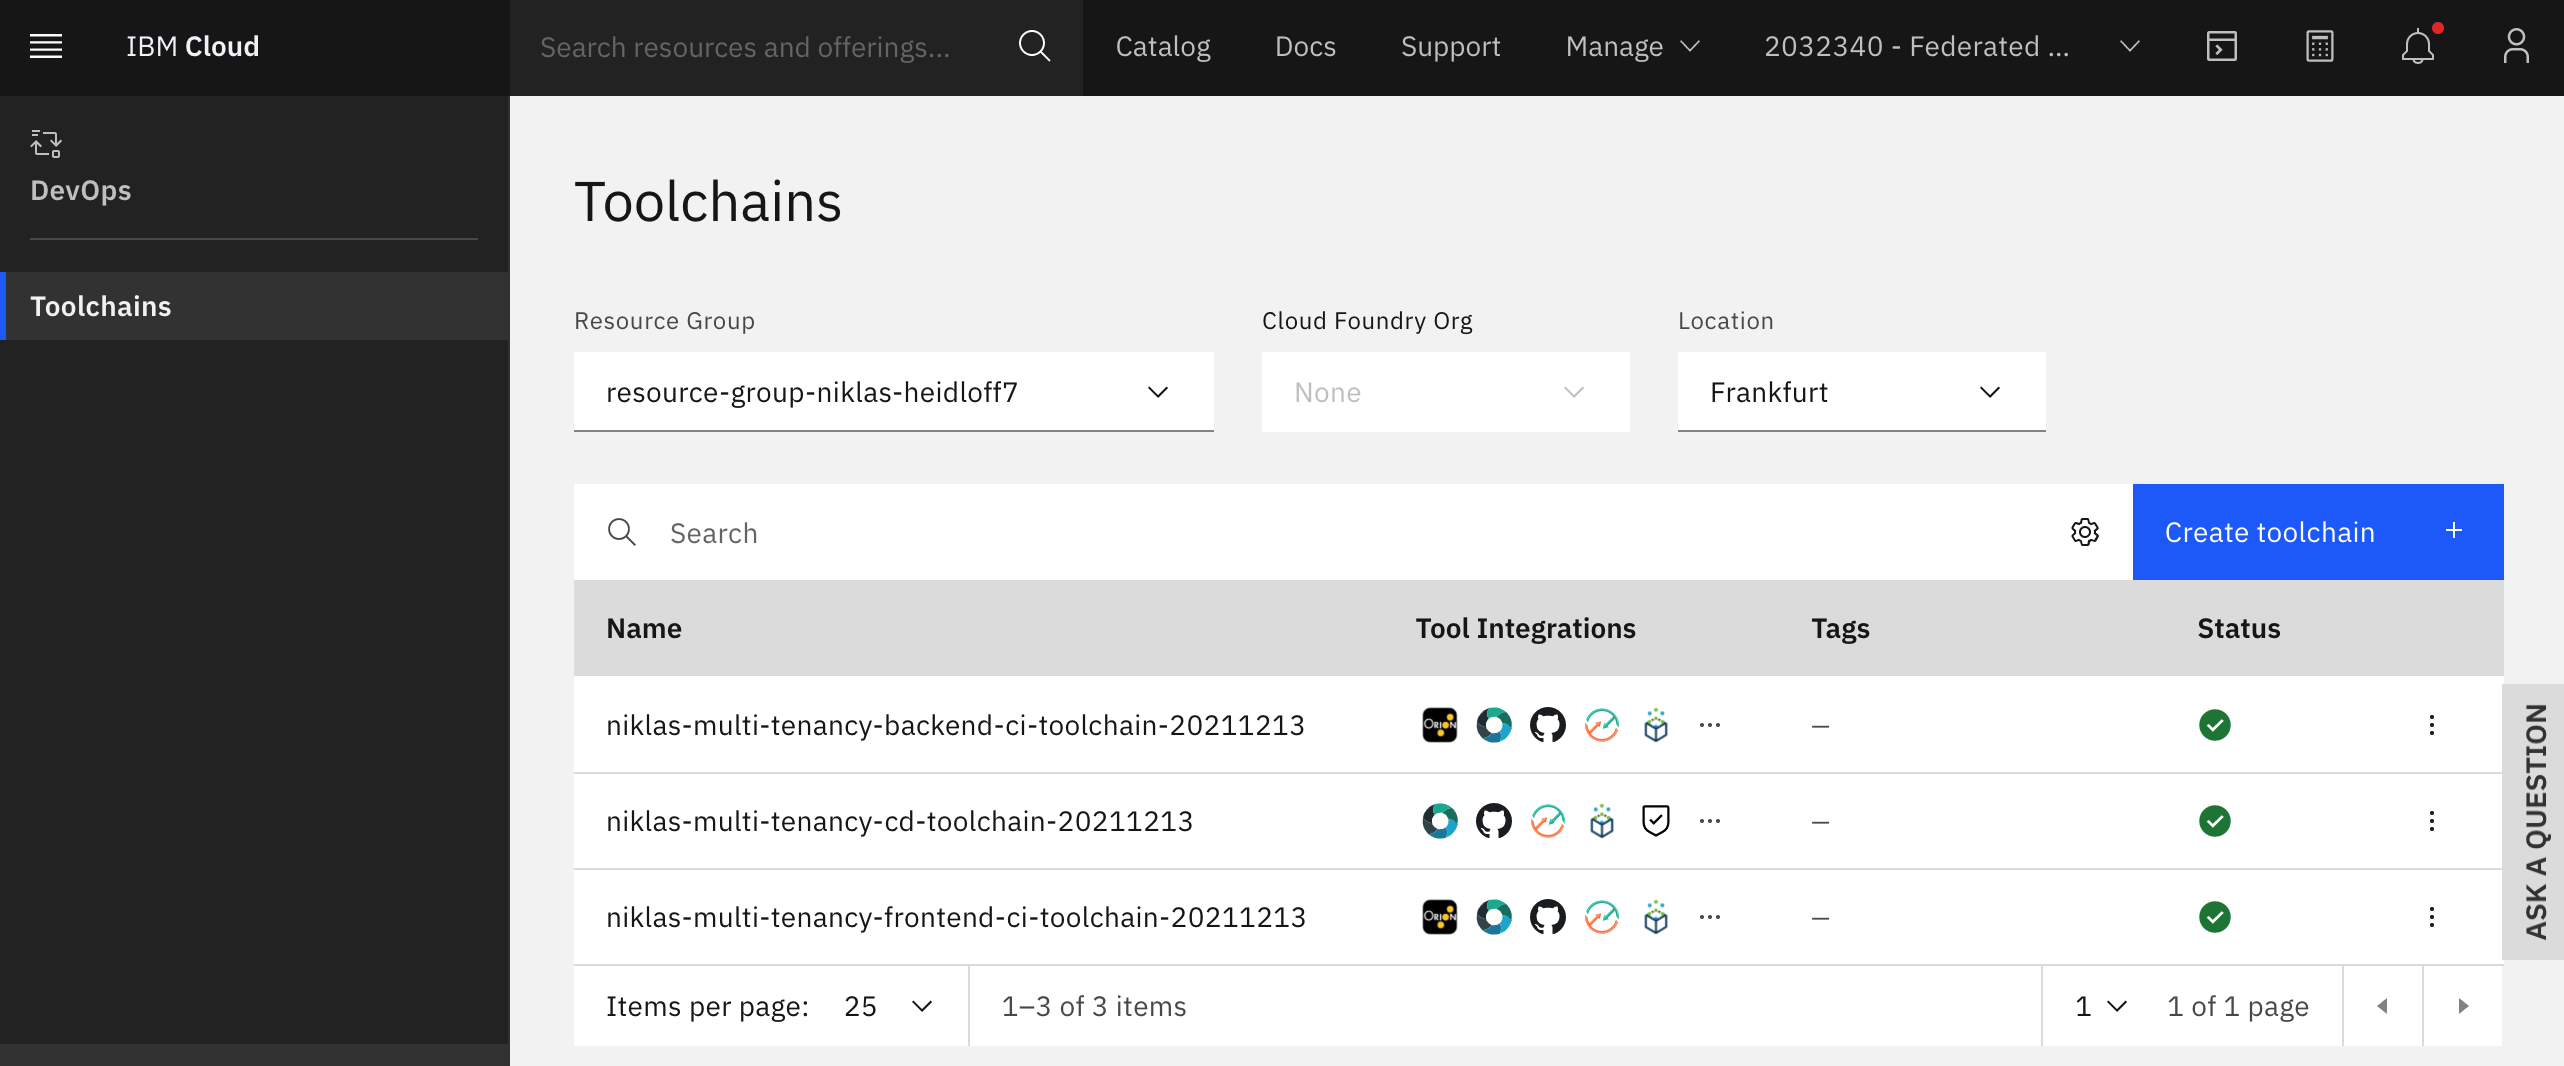 IBM Cloud
Search resources and offerings...
Catalog
Docs
Support
Manage
2032340 - Federated ...
DevOps
Toolchains
Toolchains
Resource Group
Cloud Foundry Org
Location
resource-group-niklas-heidloff7
None
Frankfurt
Search
Create toolchain +
Name
Tool Integrations
Tags
Status
niklas-multi-tenancy-backend-ci-toolchain-20211213
ORION
...
–
niklas-multi-tenancy-cd-toolchain-20211213
...
–
niklas-multi-tenancy-frontend-ci-toolchain-20211213
ORION
...
–
ASK A QUESTION
Items per page: 25
1–3 of 3 items
1
1 of 1 page